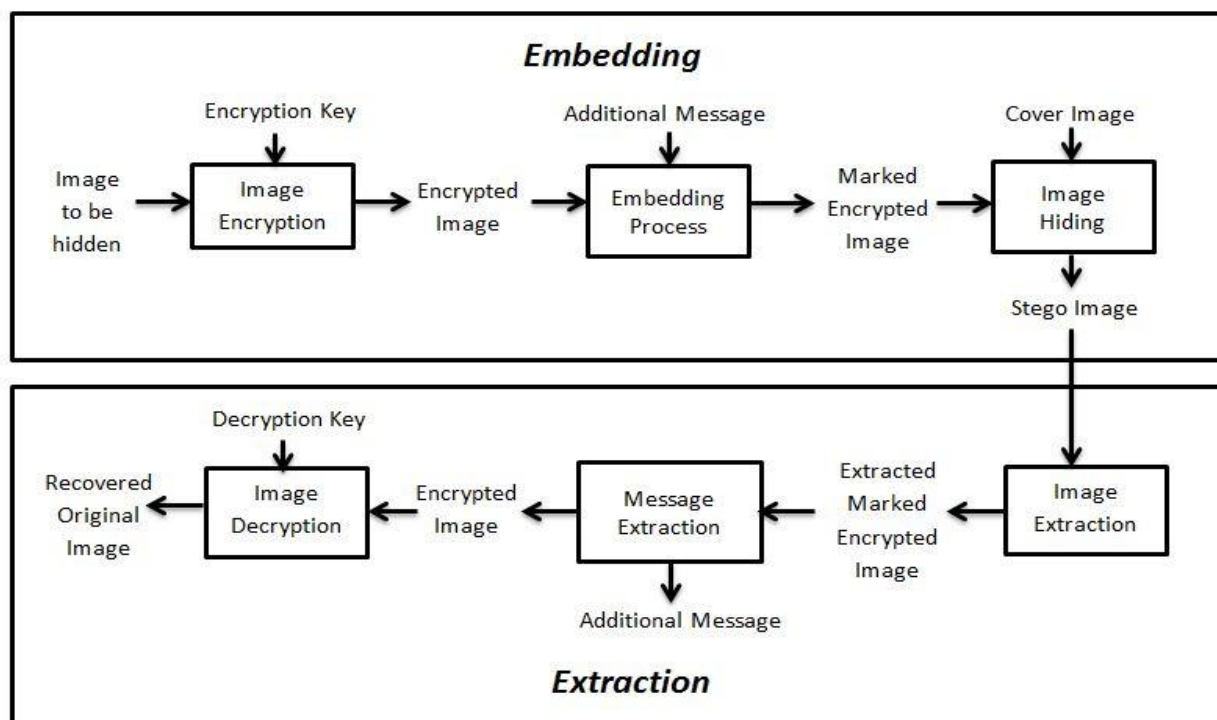 Embedding
Encryption Key
Additional Message
Cover Image
Image
to be
hidden
Image
Encryption
Encrypted
Image
Embedding
Process
Marked
Encrypted
Image
Image
Hiding
Stego Image
Decryption Key
Recovered
Original
Image
Image
Decryption
Encrypted
Image
Message
Extraction
Extracted
Marked
Encrypted
Image
Image
Extraction
Additional Message
Extraction